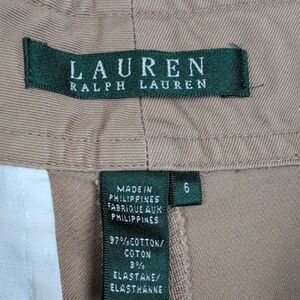 LAUREN
RALPH LAUREN
6
MADE IN
PHILIPPINES
FABRIQUE AUX
PHILIPPINES
97% COTTON/
COTON
3%
ELASTANE/
ELASTHANNE